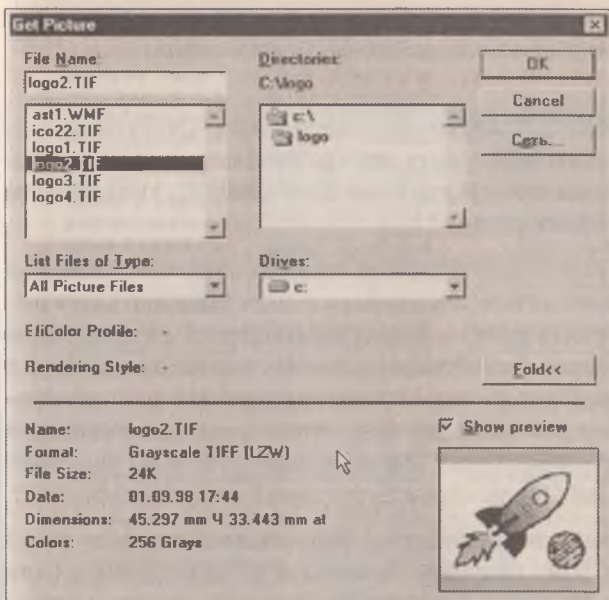 Get Picture
File Name:
logo2.TIF
ast1.WMF
ico22.TIF
logo1.TIF
logo2.TIF
logo3.TIF
logo4.TIF
Directories:
C:\logo
c:\
logo
OK
Cancel
Сеть...
List Files of Type:
All Picture Files
Drives:
c:
EfiColor Profile: -
Rendering Style: -
Fold<<
Name: logo2.TIF
Format: Grayscale TIFF (LZW)
File Size: 24K
Date: 01.09.98 17:44
Dimensions: 45.297 mm Ч 33.443 mm at
Colors: 256 Grays
Show preview